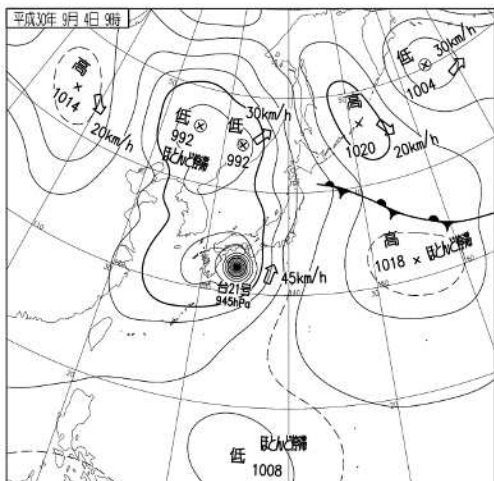 平成30年 9月 4日 9時
高
1014
20km/h
低
992
ほとんど停滞
低
992
30km/h
高
1020
20km/h
低
1004
30km/h
高
1018
ほとんど停滞
台21号
945hPa
45km/h
低
1008
ほとんど停滞